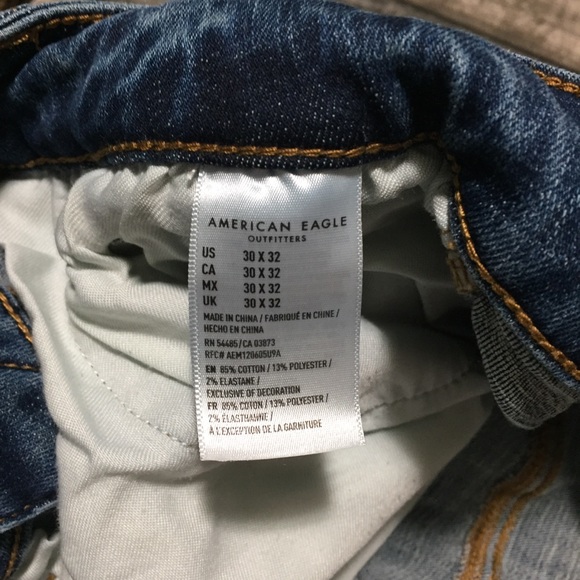 AMERICAN EAGLE
OUTFITTERS
US 30 X 32
CA 30 X 32
MX 30 X 32
UK 30 X 32
MADE IN CHINA / FABRIQUÉ EN CHINE /
HECHO EN CHINA
RN 54485/CA 03873
RFC# AEM120605U9A
EN 85% COTTON / 13% POLYESTER /
2% ELASTANE /
EXCLUSIVE OF DECORATION
FR 85% COTON / 13% POLYESTER /
2% ÉLASTHANNE /
À L'EXCEPTION DE LA GARNITURE